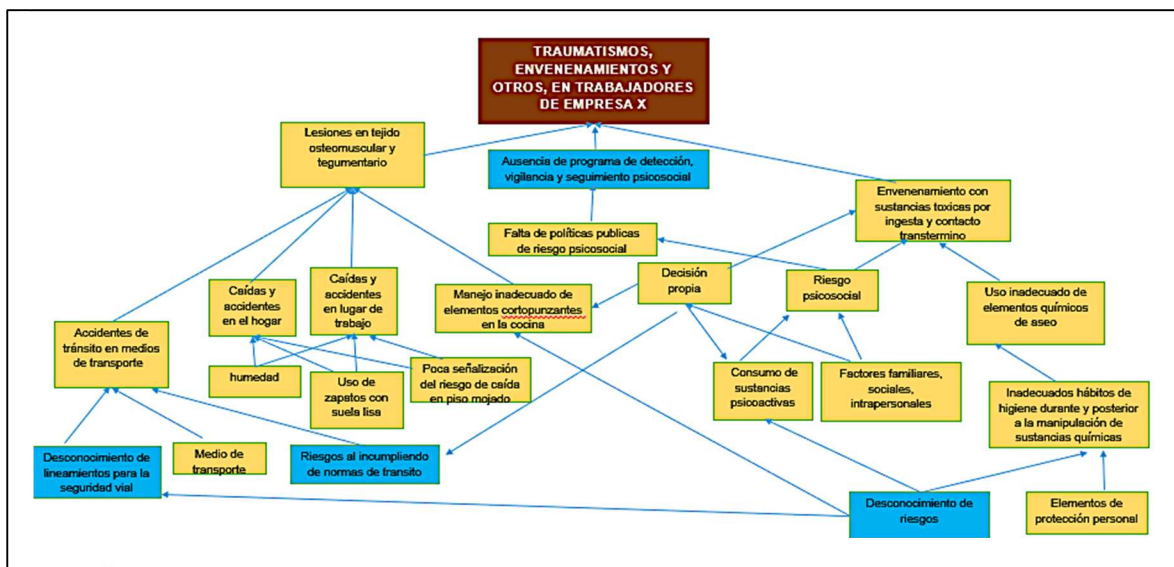 TRAUMATISMOS,
ENVENENAMIENTOS Y
OTROS, EN TRABAJADORES
DE EMPRESA X
Lesiones en tejido
osteomuscular y
tegumentario
Ausencia de programa de detección,
vigilancia y seguimiento psicosocial
Envenenamiento con
sustancias toxicas por
ingesta y contacto
transtermino
Falta de políticas publicas
de riesgo psicosocial
Caídas y
accidentes
en el hogar
Caídas y
accidentes
en lugar de
trabajo
Manejo inadecuado de
elementos cortopunzantes
en la cocina
Decisión
propia
Riesgo
psicosocial
Uso inadecuado de
elementos químicos
de aseo
Accidentes de
tránsito en medios
de transporte
humedad
Uso de
zapatos con
suela lisa
Poca señalización
del riesgo de caída
en piso mojado
Consumo de
sustancias
psicoactivas
Factores familiares,
sociales,
intrapersonales
Inadecuados hábitos de
higiene durante y posterior
a la manipulación de
sustancias químicas
Desconocimiento de
lineamientos para la
seguridad vial
Medio de
transporte
Riesgos al incumpliendo
de normas de transito
Desconocimiento de
riesgos
Elementos de
protección personal